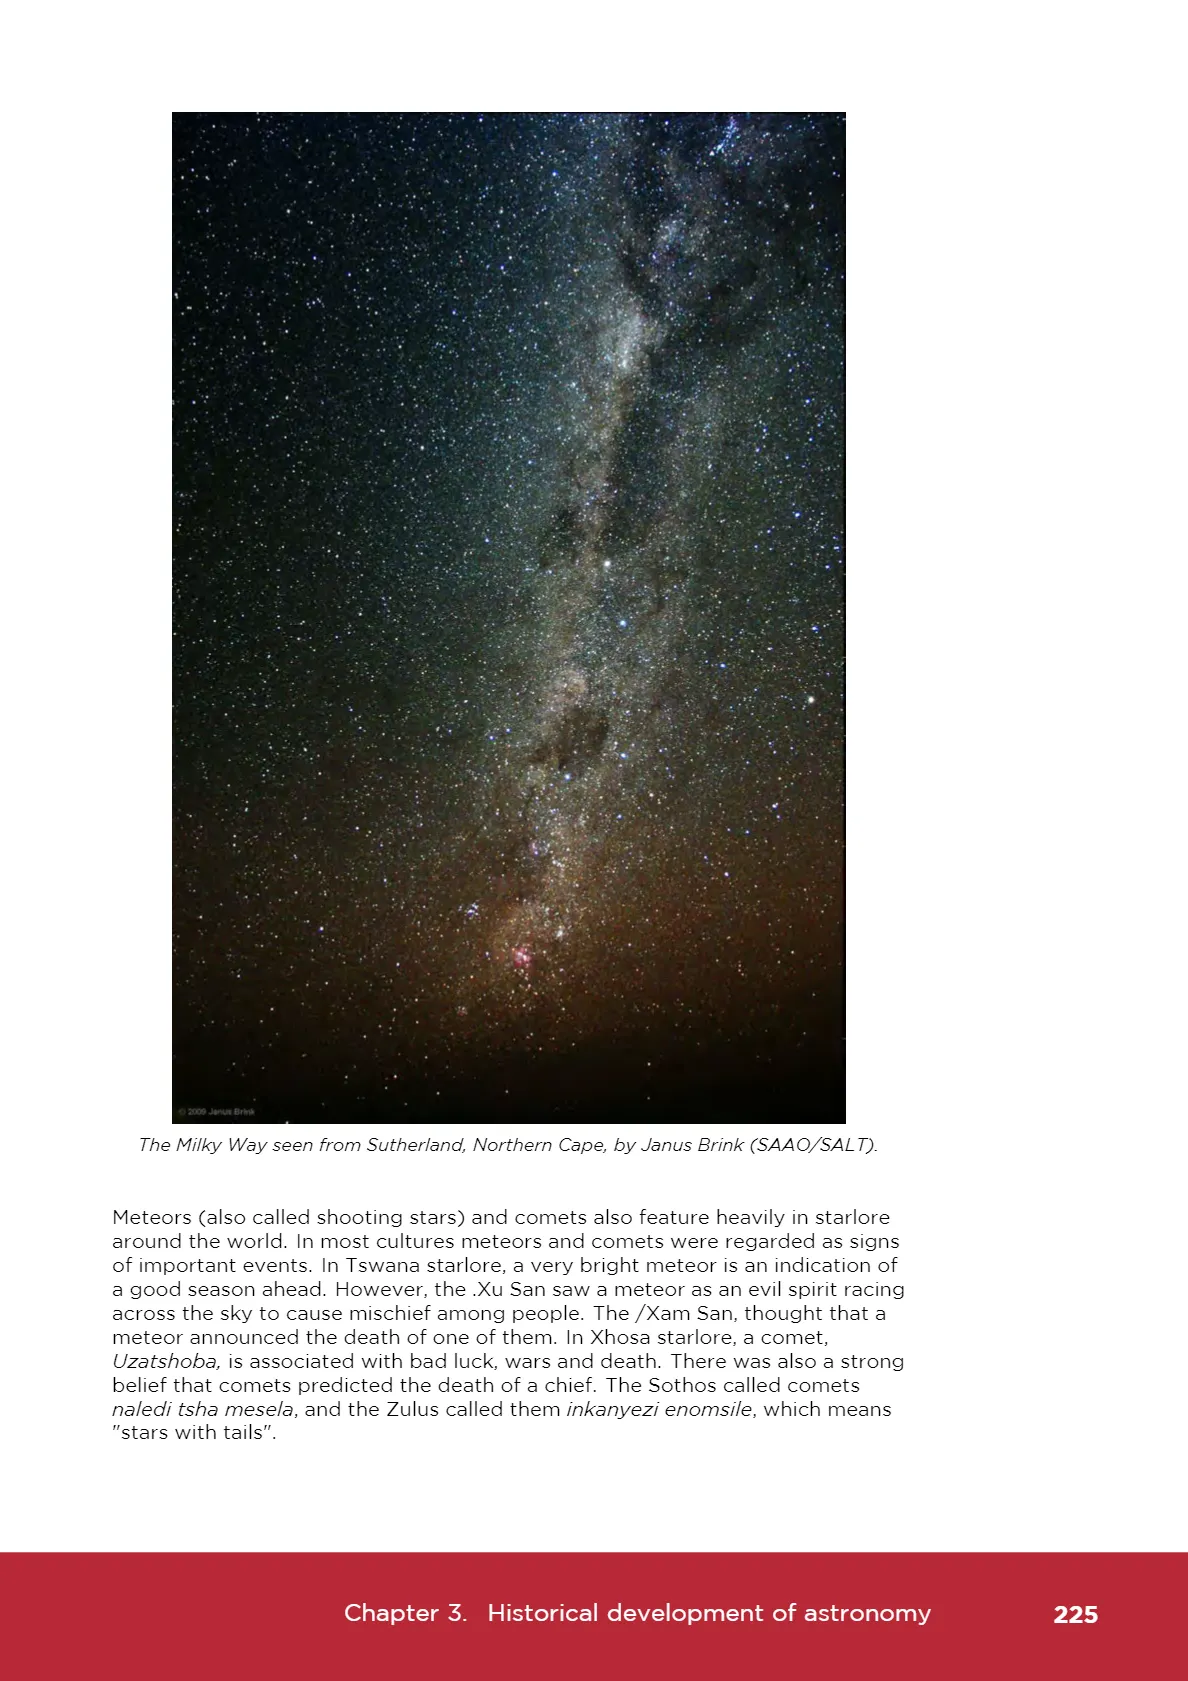 © 2009 Janus Brink
The Milky Way seen from Sutherland, Northern Cape, by Janus Brink (SAAO/SALT).
Meteors (also called shooting stars) and comets also feature heavily in starlore
around the world. In most cultures meteors and comets were regarded as signs
of important events. In Tswana starlore, a very bright meteor is an indication of
a good season ahead. However, the .Xu San saw a meteor as an evil spirit racing
across the sky to cause mischief among people. The /Xam San, thought that a
meteor announced the death of one of them. In Xhosa starlore, a comet,
Uzatshoba, is associated with bad luck, wars and death. There was also a strong
belief that comets predicted the death of a chief. The Sothos called comets
naledi tsha mesela, and the Zulus called them inkanyezi enomsile, which means
"stars with tails".
Chapter 3. Historical development of astronomy 225